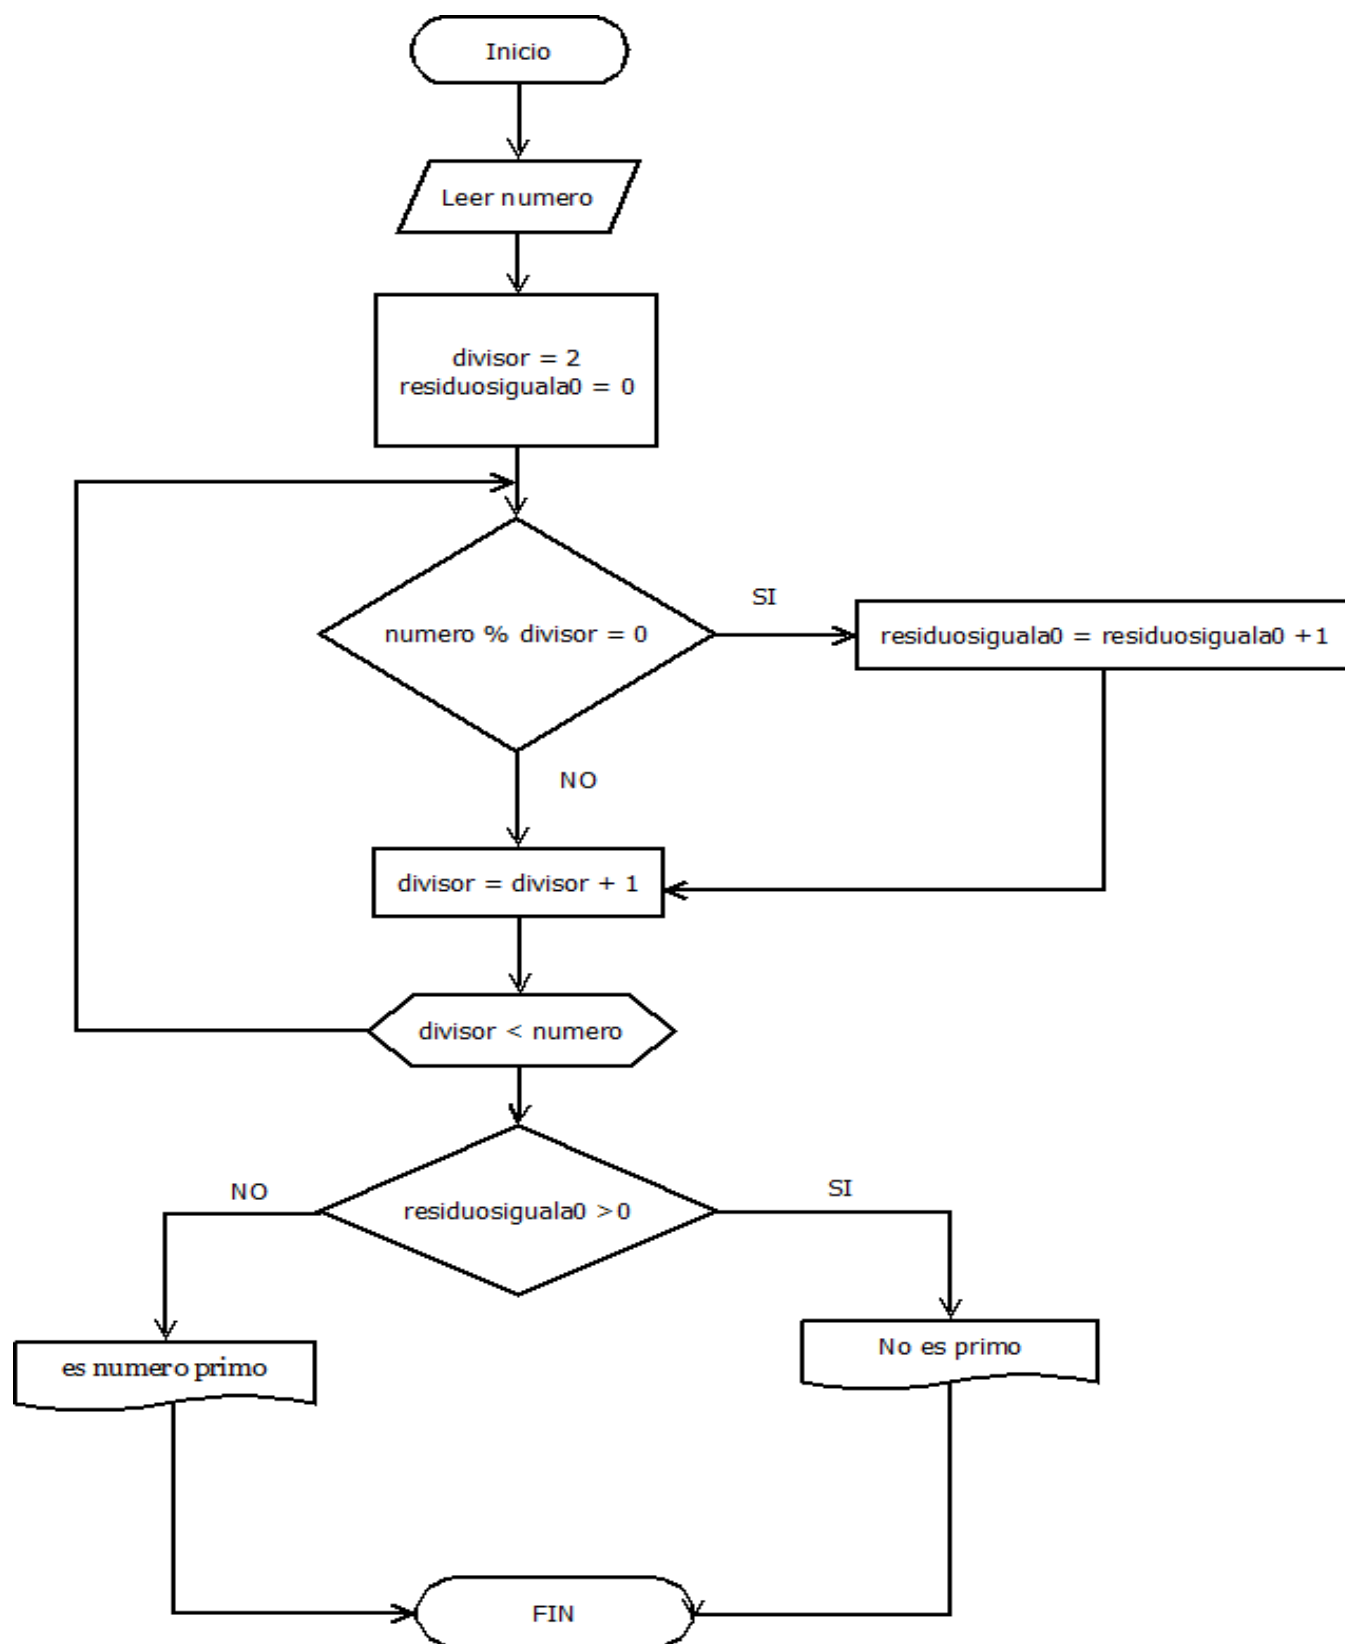 Inicio
Leer numero
divisor = 2
residuosiguala0 = 0
numero % divisor = 0
SI
residuosiguala0 = residuosiguala0 +1
NO
divisor = divisor + 1
divisor < numero
residuosiguala0 >0
NO
SI
es numero primo
No es primo
FIN